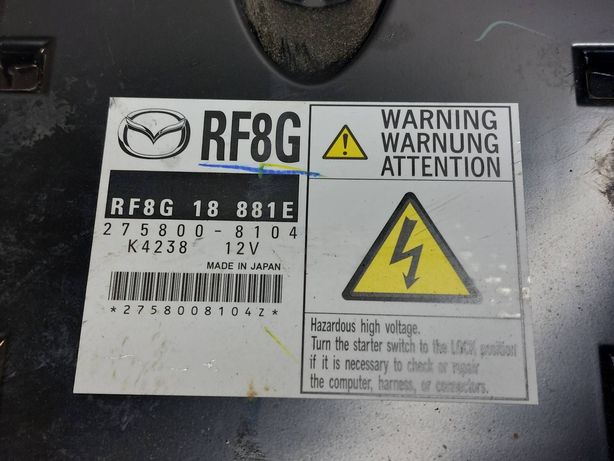 RF8G
RF8G 18 881E
275800-8104
K4238 12V
MADE IN JAPAN
*2758008104Z*
WARNING
WARNUNG
ATTENTION
Hazardous high voltage.
Turn the starter switch to the LOCK position
if it is necessary to check or repair
the computer, harness, or connectors.